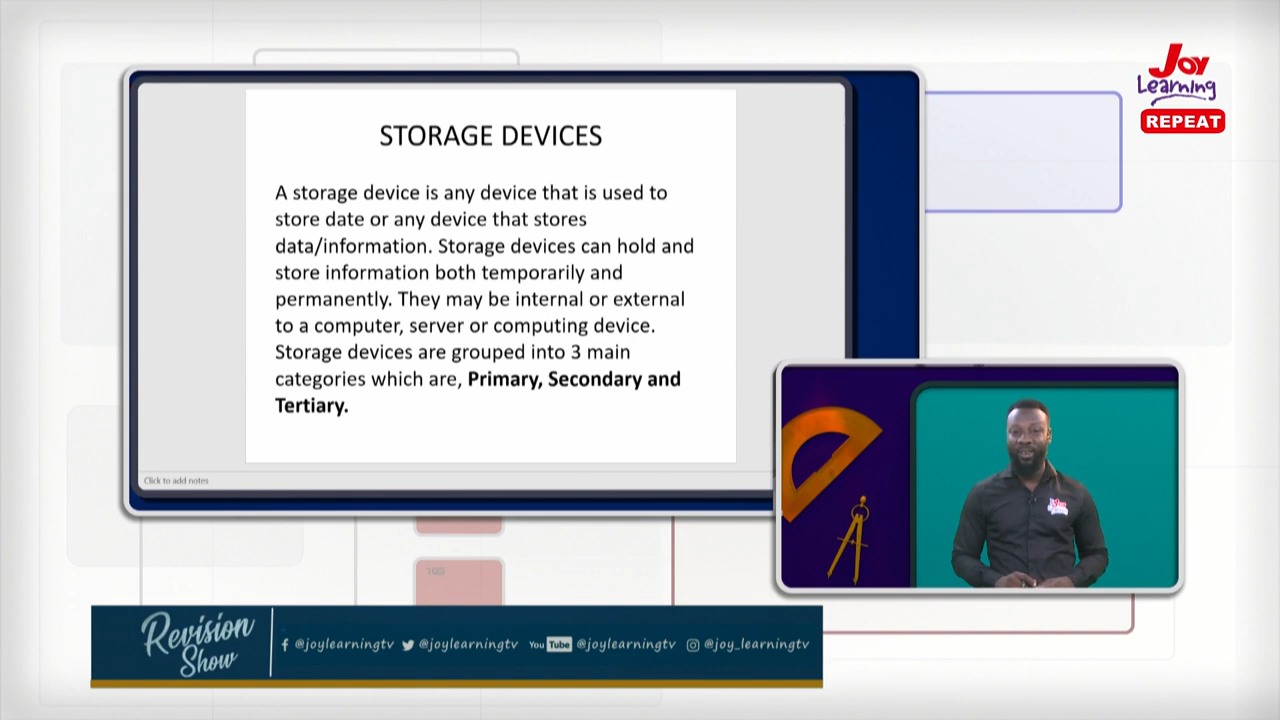 Joy
Learning
REPEAT
STORAGE DEVICES
A storage device is any device that is used to
store date or any device that stores
data/information. Storage devices can hold and
store information both temporarily and
permanently. They may be internal or external
to a computer, server or computing device.
Storage devices are grouped into 3 main
categories which are, Primary, Secondary and
Tertiary.
Click to add notes
Revision
Show
@joylearningtv @joylearningtv You Tube @joylearningtv @joy_learningtv